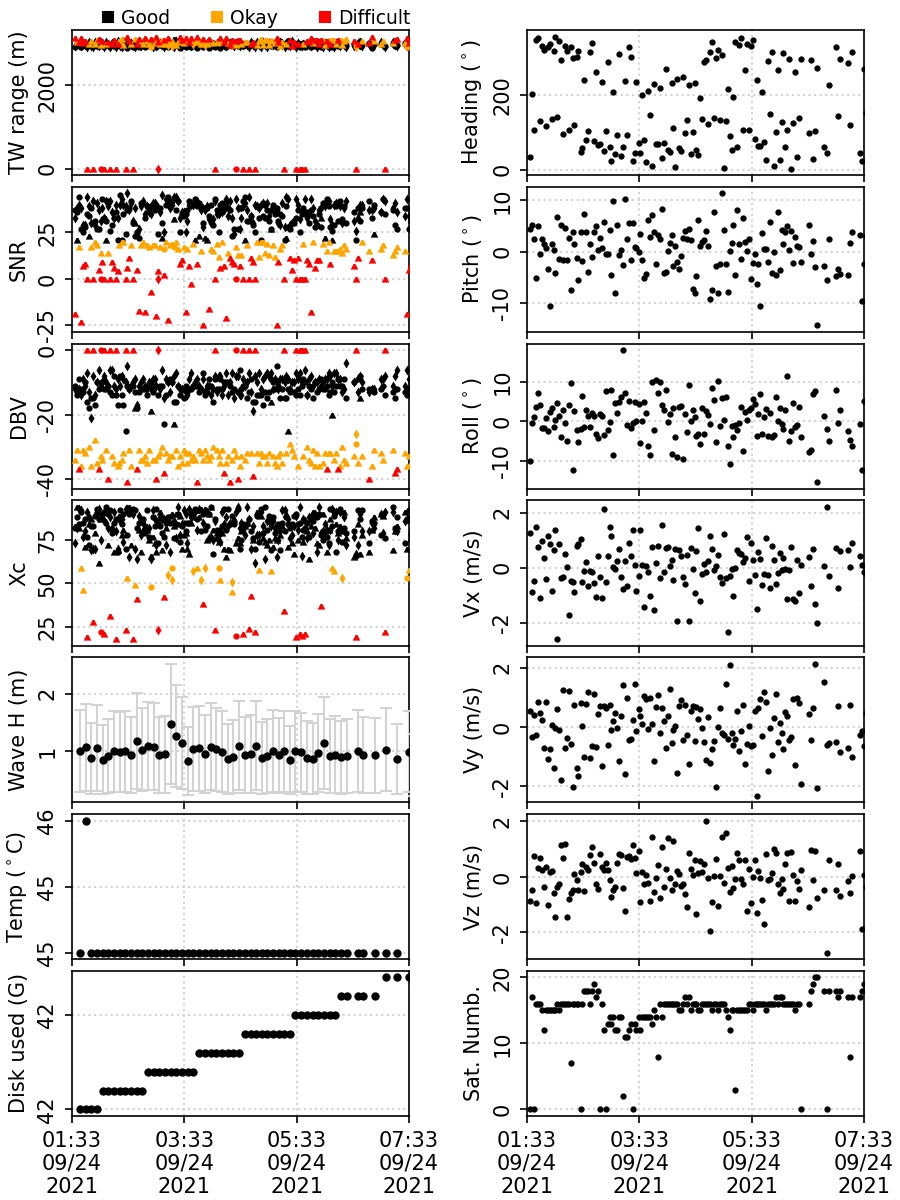 Good Okay Difficult
TW range (m)
2000
0
Heading (°)
200
0
SNR
25
0
-25
Pitch (°)
10
0
-10
DBV
0
-20
-40
Roll (°)
10
0
-10
Xc
75
50
25
Vx (m/s)
2
0
-2
Wave H (m)
2
1
Vy (m/s)
2
0
-2
Temp (°C)
46
45
45
Vz (m/s)
2
0
-2
Disk used (G)
42
42
Sat. Numb.
20
10
0
01:33 03:33 05:33 07:33 01:33 03:33 05:33 07:33
09/24 09/24 09/24 09/24 09/24 09/24 09/24 09/24
2021 2021 2021 2021 2021 2021 2021 2021